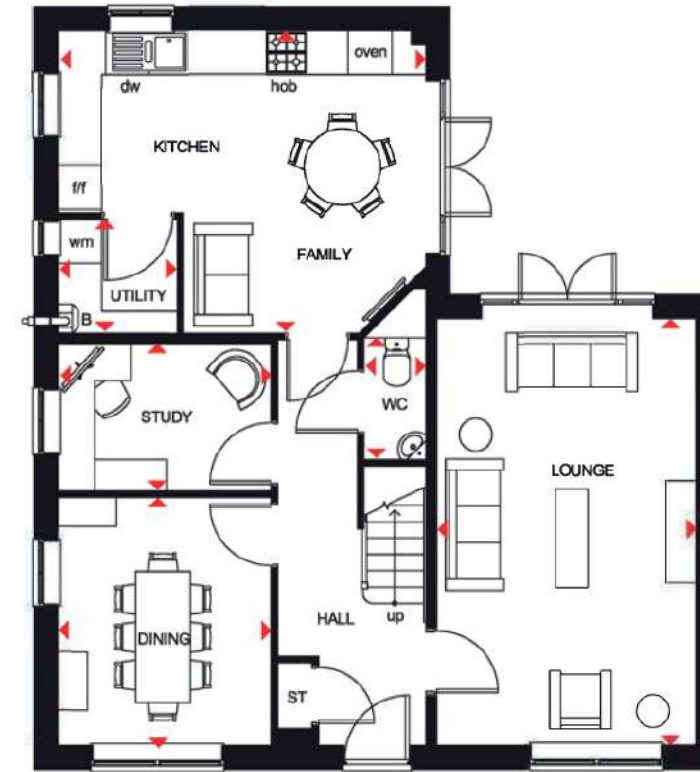 oven
dw
hob
KITCHEN
f/f
wm
FAMILY
UTILITY
B
STUDY
WC
LOUNGE
HALL
up
DINING
ST